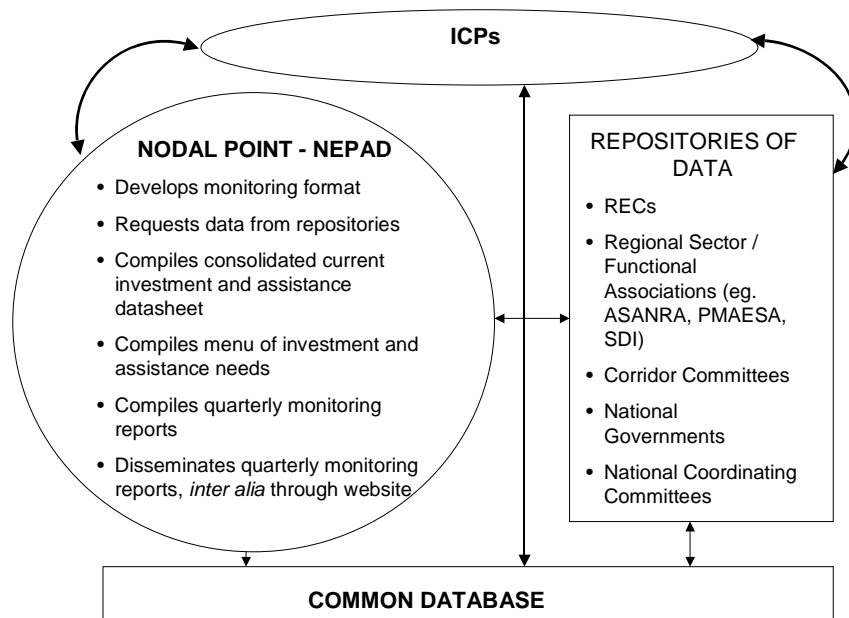 ICPs
NODAL POINT - NEPAD
• Develops monitoring format
• Requests data from repositories
• Compiles consolidated current
investment and assistance
datasheet
• Compiles menu of investment and
assistance needs
• Compiles quarterly monitoring
reports
• Disseminates quarterly monitoring
reports, inter alia through website
REPOSITORIES OF
DATA
• RECs
• Regional Sector /
Functional
Associations (eg.
ASANRA, PMAESA,
SDI)
• Corridor Committees
• National
Governments
• National Coordinating
Committees
COMMON DATABASE